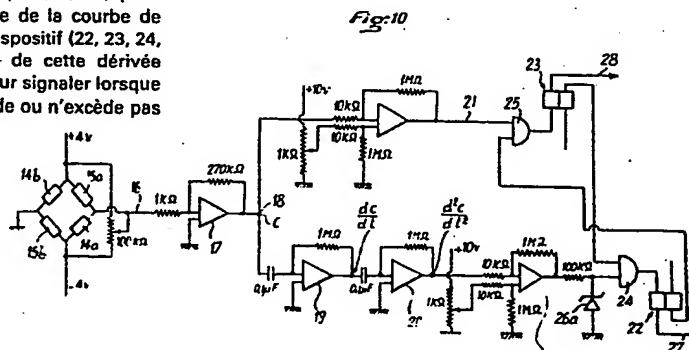 e de la courbe de
spositif (22, 23, 24,
de cette dérivée
ur signaler lorsque
de ou n'excède pas
Fig:10
23
28
+10v
1MΩ
10KΩ
21
25
10KΩ
1KΩ
1MΩ
+4v
14b
15a
16
1KΩ
270KΩ
18
C
17
15b
14a
100KΩ
-4v
1MΩ
dc
dt
1MΩ
d²c
dt²
+10v
0,1µF
19
0,1µF
20
1KΩ
10KΩ
10KΩ
1MΩ
1MΩ
100KΩ
24
26a
22
27